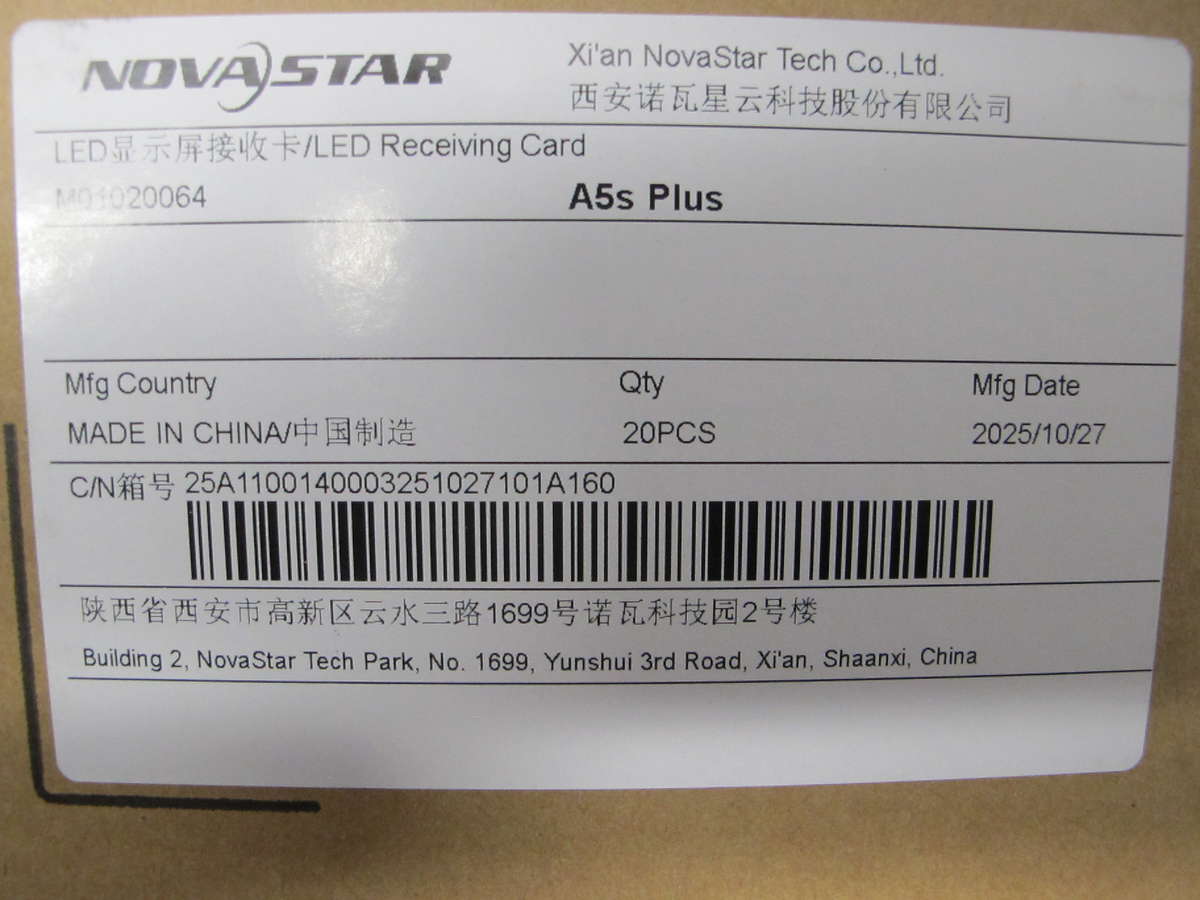 NOVASTAR
Xi'an NovaStar Tech Co.,Ltd.
西安诺瓦星云科技股份有限公司
LED显示屏接收卡/LED Receiving Card
M01020064 A5s Plus
Mfg Country Qty Mfg Date
MADE IN CHINA/中国制造 20PCS 2025/10/27
C/N箱号 25A1100140003251027101A160
陕西省西安市高新区云水三路1699号诺瓦科技园2号楼
Building 2, NovaStar Tech Park, No. 1699, Yunshui 3rd Road, Xi'an, Shaanxi, China